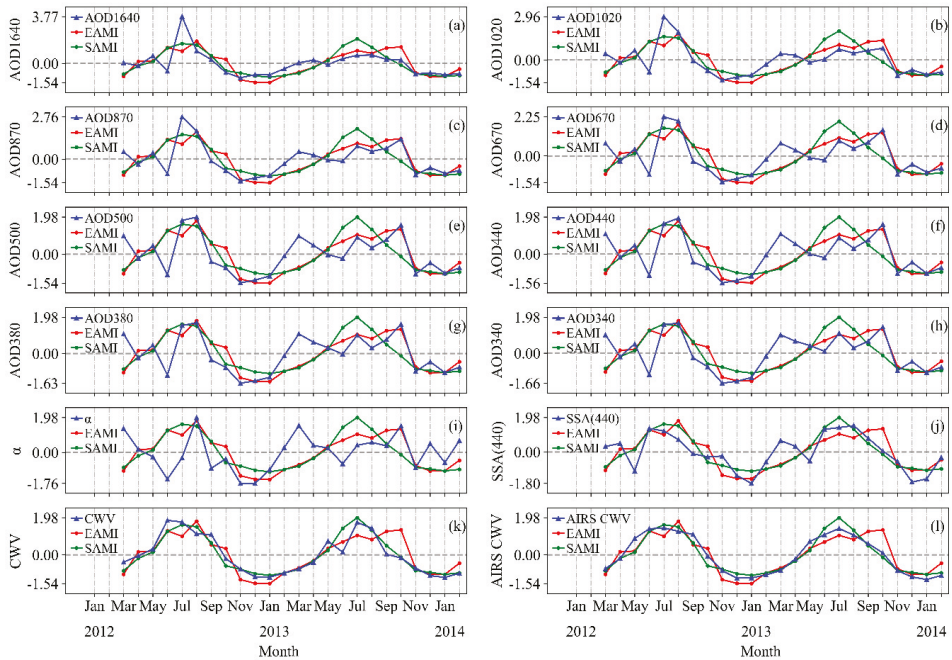 (a)
AOD1640
3.77
0.00
-1.54
AOD1640
EAMI
SAMI
(b)
AOD1020
2.96
0.00
-1.54
AOD1020
EAMI
SAMI
(c)
AOD870
2.76
0.00
-1.54
AOD870
EAMI
SAMI
(d)
AOD670
2.25
0.00
-1.54
AOD670
EAMI
SAMI
(e)
AOD500
1.98
0.00
-1.54
AOD500
EAMI
SAMI
(f)
AOD440
1.98
0.00
-1.56
AOD440
EAMI
SAMI
(g)
AOD380
1.98
0.00
-1.63
AOD380
EAMI
SAMI
(h)
AOD340
1.98
0.00
-1.66
AOD340
EAMI
SAMI
(i)
α
1.98
0.00
-1.76
α
EAMI
SAMI
(j)
SSA(440)
1.98
0.00
-1.80
SSA(440)
EAMI
SAMI
(k)
CWV
1.98
0.00
-1.54
CWV
EAMI
SAMI
(l)
AIRS CWV
1.98
0.00
-1.54
AIRS CWV
EAMI
SAMI
Jan Mar May Jul Sep Nov Jan Mar May Jul Sep Nov Jan
2012 2013 2014
Month
Jan Mar May Jul Sep Nov Jan Mar May Jul Sep Nov Jan
2012 2013 2014
Month